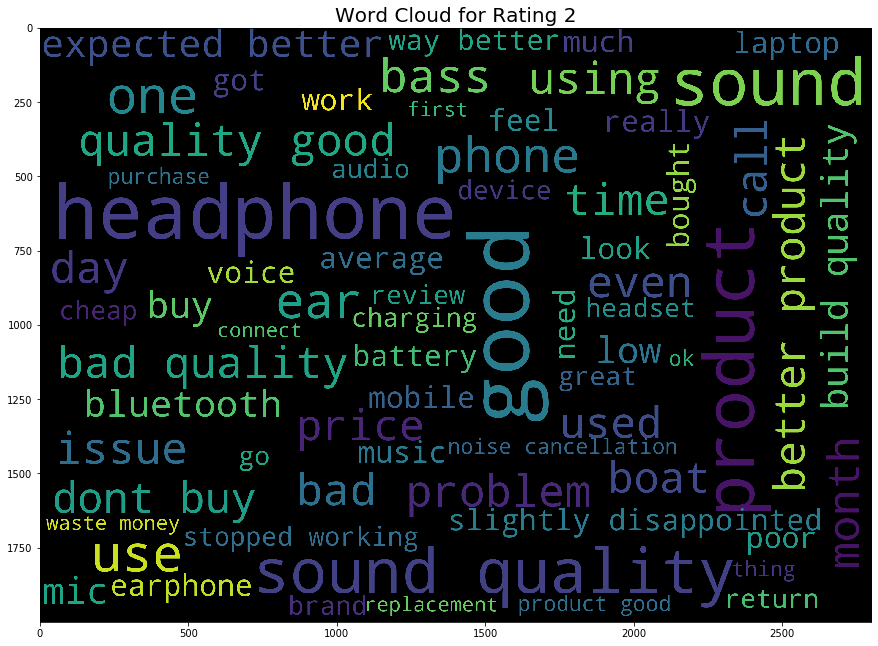 Word Cloud for Rating 2
0
250
500
750
1000
1250
1500
1750
expected better
way better
much
laptop
got
bass
using
sound
one
work
first
feel
really
quality good
audio
phone
call
purchase
device
time
bought
better product
build quality
headphone
good
look
product
day
voice
average
even
cheap
buy
ear
review
need
headset
connect
charging
bad quality
battery
low
ok
great
bluetooth
mobile
price
used
issue
go
music
noise cancellation
month
dont buy
bad
problem
boat
waste money
stopped working
slightly disappointed
poor
use
sound quality
thing
mic
earphone
brand
replacement
product good
return
0
500
1000
1500
2000
2500